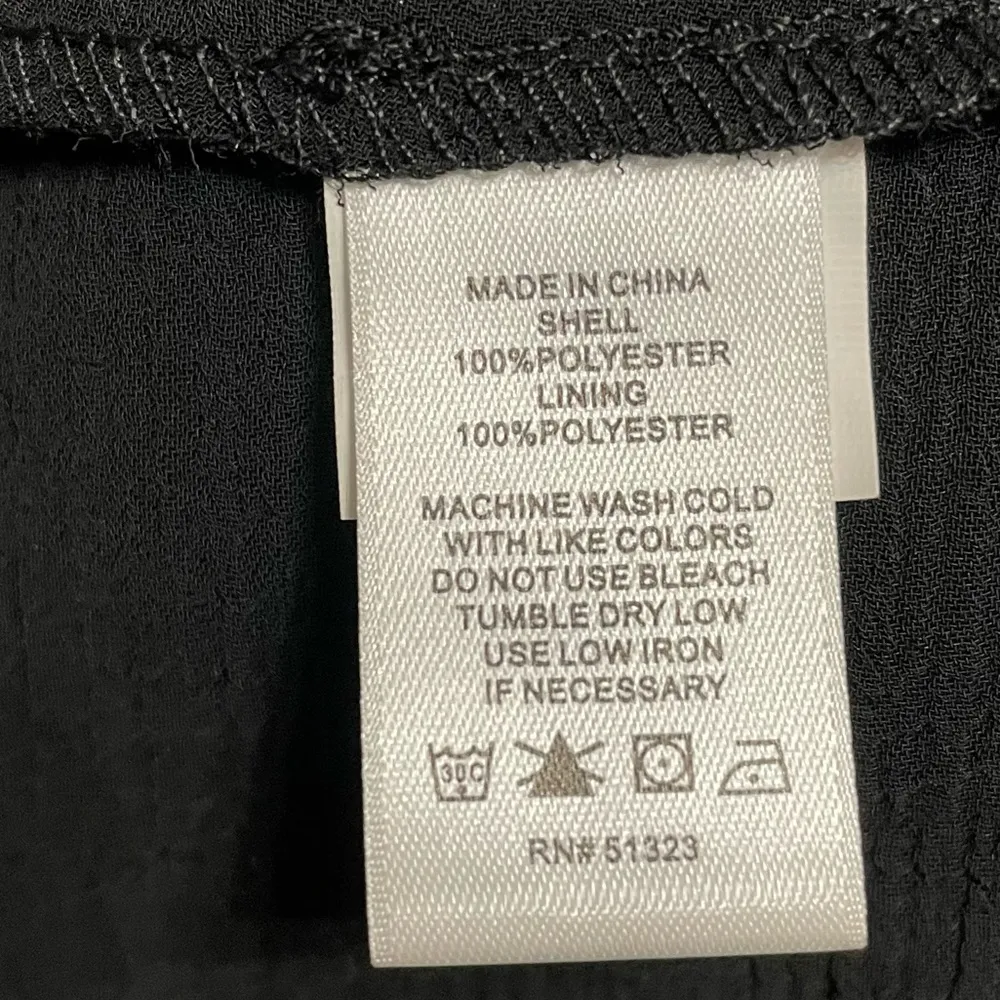 MADE IN CHINA
SHELL
100%POLYESTER
LINING
100%POLYESTER
MACHINE WASH COLD
WITH LIKE COLORS
DO NOT USE BLEACH
TUMBLE DRY LOW
USE LOW IRON
IF NECESSARY
30C
RN# 51323